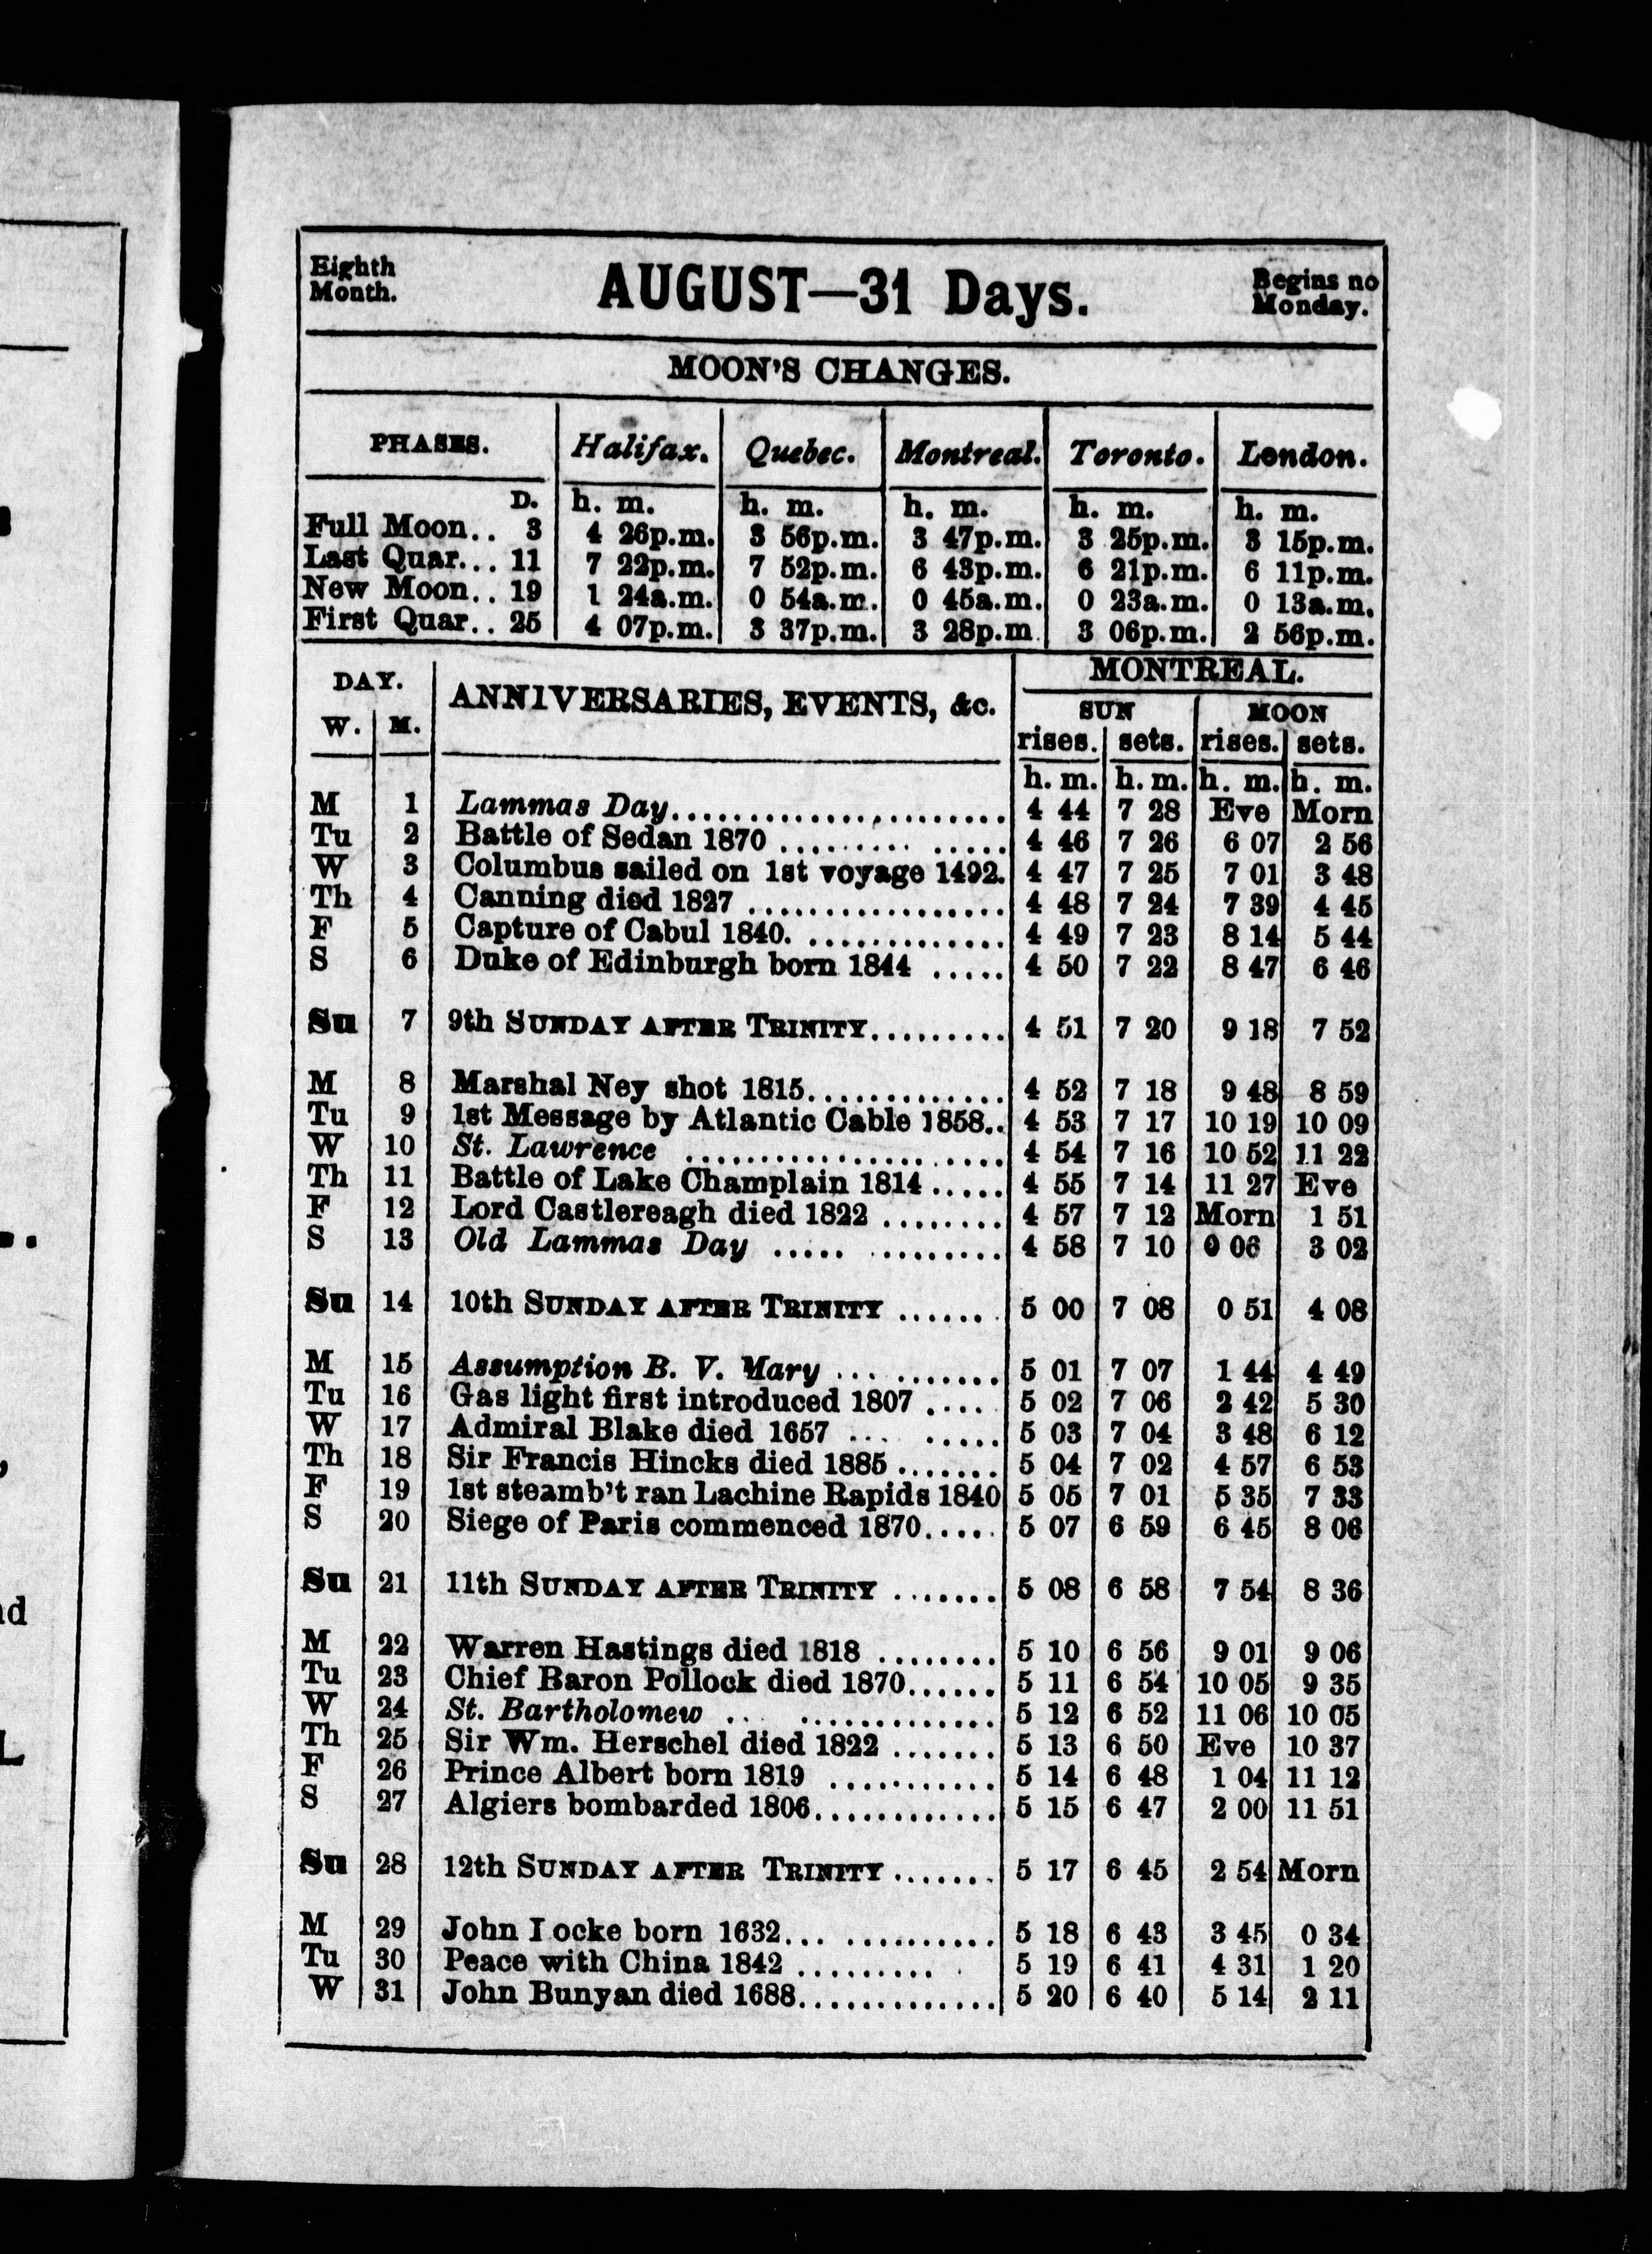 Eighth Month.
AUGUST—31 Days.
Begins no Monday.
MOON'S CHANGES.
PHASES. Halifax. Quebec. Montreal. Toronto. London.
D. h. m. h. m. h. m. h. m. h. m.
Full Moon.. 3 4 26p.m. 3 56p.m. 3 47p.m. 3 25p.m. 3 15p.m.
Last Quar... 11 7 22p.m. 7 52p.m. 6 43p.m. 6 21p.m. 6 11p.m.
New Moon.. 19 1 24a.m. 0 54a.m. 0 45a.m. 0 23a.m. 0 13a.m.
First Quar.. 25 4 07p.m. 3 37p.m. 3 28p.m 3 06p.m. 2 56p.m.
DAY. ANNIVERSARIES, EVENTS, &c. MONTREAL.
W. M. SUN MOON
rises. sets. rises. sets.
h. m. h. m. h. m. h. m.
M 1 Lammas Day........................ 4 44 7 28 Eve Morn
Tu 2 Battle of Sedan 1870 ......... ..... 4 46 7 26 6 07 2 56
W 3 Columbus sailed on 1st voyage 1492. 4 47 7 25 7 01 3 48
Th 4 Canning died 1827 .................. 4 48 7 24 7 39 4 45
F 5 Capture of Cabul 1840. .............. 4 49 7 23 8 14 5 44
S 6 Duke of Edinburgh born 1844 ..... 4 50 7 22 8 47 6 46
Su 7 9th SUNDAY AFTER TRINITY......... 4 51 7 20 9 18 7 52
M 8 Marshal Ney shot 1815.............. 4 52 7 18 9 48 8 59
Tu 9 1st Message by Atlantic Cable 1858.. 4 53 7 17 10 19 10 09
W 10 St. Lawrence ...................... 4 54 7 16 10 52 11 22
Th 11 Battle of Lake Champlain 1814..... 4 55 7 14 11 27 Eve
F 12 Lord Castlereagh died 1822 ........ 4 57 7 12 Morn 1 51
S 13 Old Lammas Day ..... ......... 4 58 7 10 0 06 3 02
Su 14 10th SUNDAY AFTER TRINITY ....... 5 00 7 08 0 51 4 08
M 15 Assumption B. V. Mary ... ........ 5 01 7 07 1 44 4 49
Tu 16 Gas light first introduced 1807 ..... 5 02 7 06 2 42 5 30
W 17 Admiral Blake died 1657 ... ..... 5 03 7 04 3 48 6 12
Th 18 Sir Francis Hincks died 1885....... 5 04 7 02 4 57 6 53
F 19 1st steamb't ran Lachine Rapids 1840 5 05 7 01 5 35 7 33
S 20 Siege of Paris commenced 1870..... 5 07 6 59 6 45 8 06
Su 21 11th SUNDAY AFTER TRINITY ....... 5 08 6 58 7 54 8 36
M 22 Warren Hastings died 1818 ........ 5 10 6 56 9 01 9 06
Tu 23 Chief Baron Pollock died 1870...... 5 11 6 54 10 05 9 35
W 24 St. Bartholomew ... ............. 5 12 6 52 11 06 10 05
Th 25 Sir Wm. Herschel died 1822 ....... 5 13 6 50 Eve 10 37
F 26 Prince Albert born 1819 ........... 5 14 6 48 1 04 11 12
S 27 Algiers bombarded 1806............. 5 15 6 47 2 00 11 51
Su 28 12th SUNDAY AFTER TRINITY....... 5 17 6 45 2 54 Morn
M 29 John Locke born 1632... .......... 5 18 6 43 3 45 0 34
Tu 30 Peace with China 1842 ......... . 5 19 6 41 4 31 1 20
W 31 John Bunyan died 1688............. 5 20 6 40 5 14 2 11